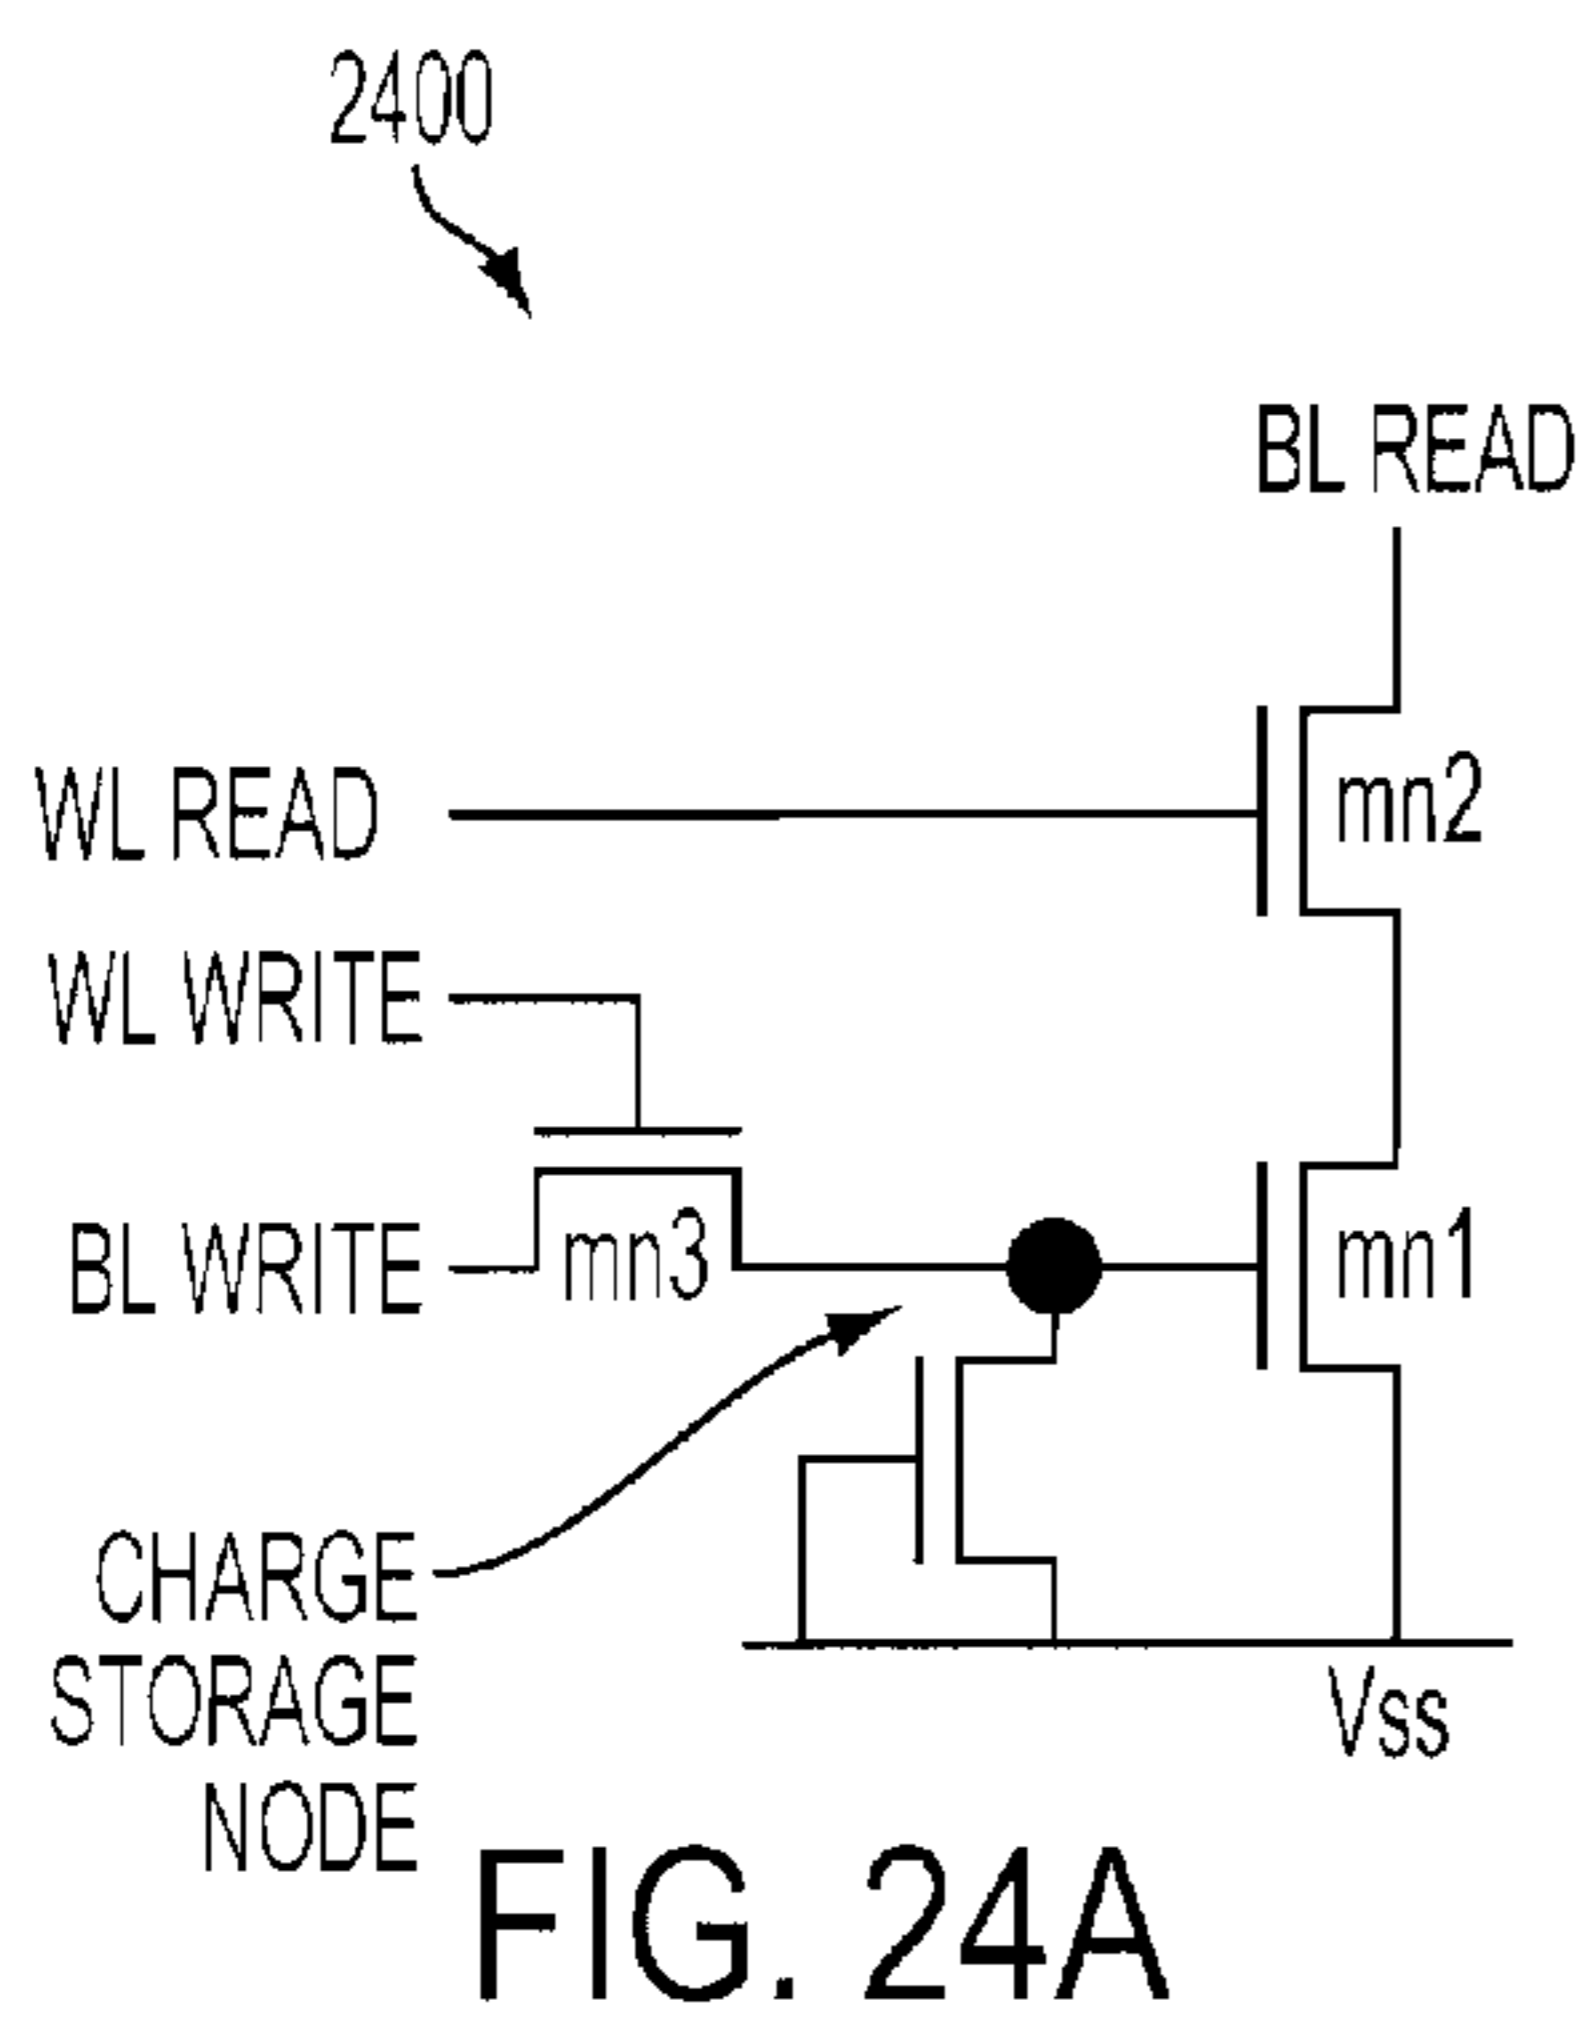 2400
BL READ
WL READ
mn2
WL WRITE
BL WRITE
mn3
mn1
CHARGE
STORAGE
NODE
Vss
FIG. 24A